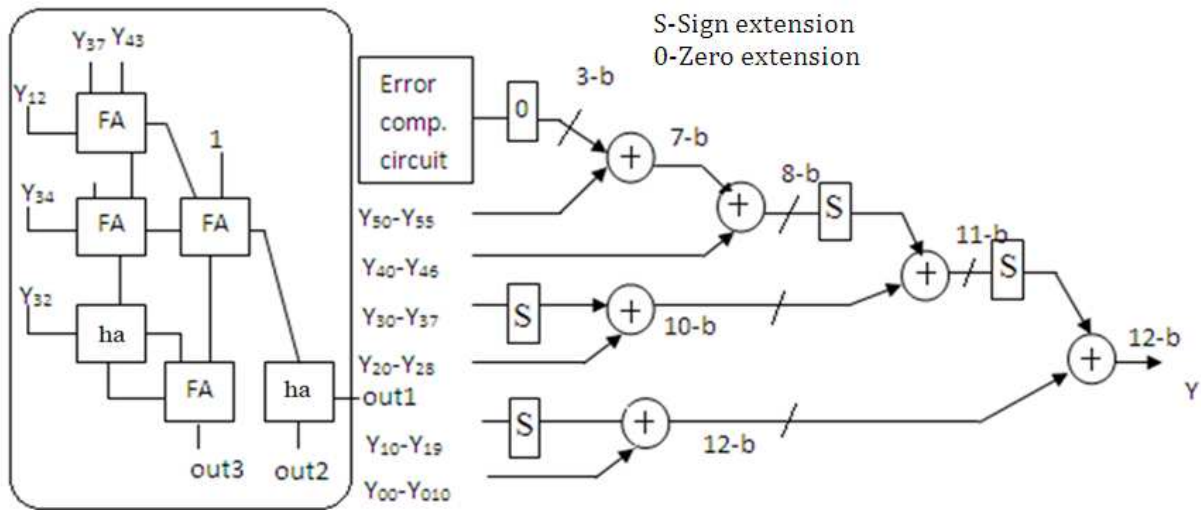 S-Sign extension
0-Zero extension
Y37 Y43
Y12
FA
1
Y34
FA
FA
Y32
ha
FA
ha
out1
out3
out2
Error
comp.
circuit
0
3-b
+
7-b
Y50-Y55
+
8-b
S
Y40-Y46
+
11-b
S
Y30-Y37
S
+
10-b
Y20-Y28
+
12-b
Y
S
+
12-b
Y10-Y19
Y00-Y010